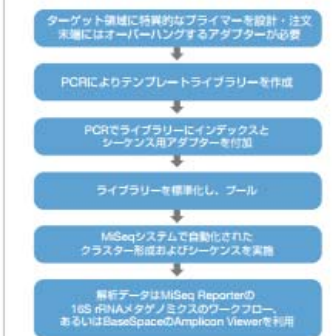 ターゲット領域に特異的なプライマーを設計・注文
末端にはオーバーハングするアダプターが必要
PCRによりテンプレートライブラリーを作成
PCRでライブラリーにインデックスと
シーケンス用アダプターを付加
ライブラリーを標準化し、プール
MiSeqシステムで自動化された
クラスター形成およびシーケンスを実施
解析データはMiSeq Reporterの
16S rRNAメタゲノミクスのワークフロー、
あるいはBaseSpaceのAmplicon Viewerを利用